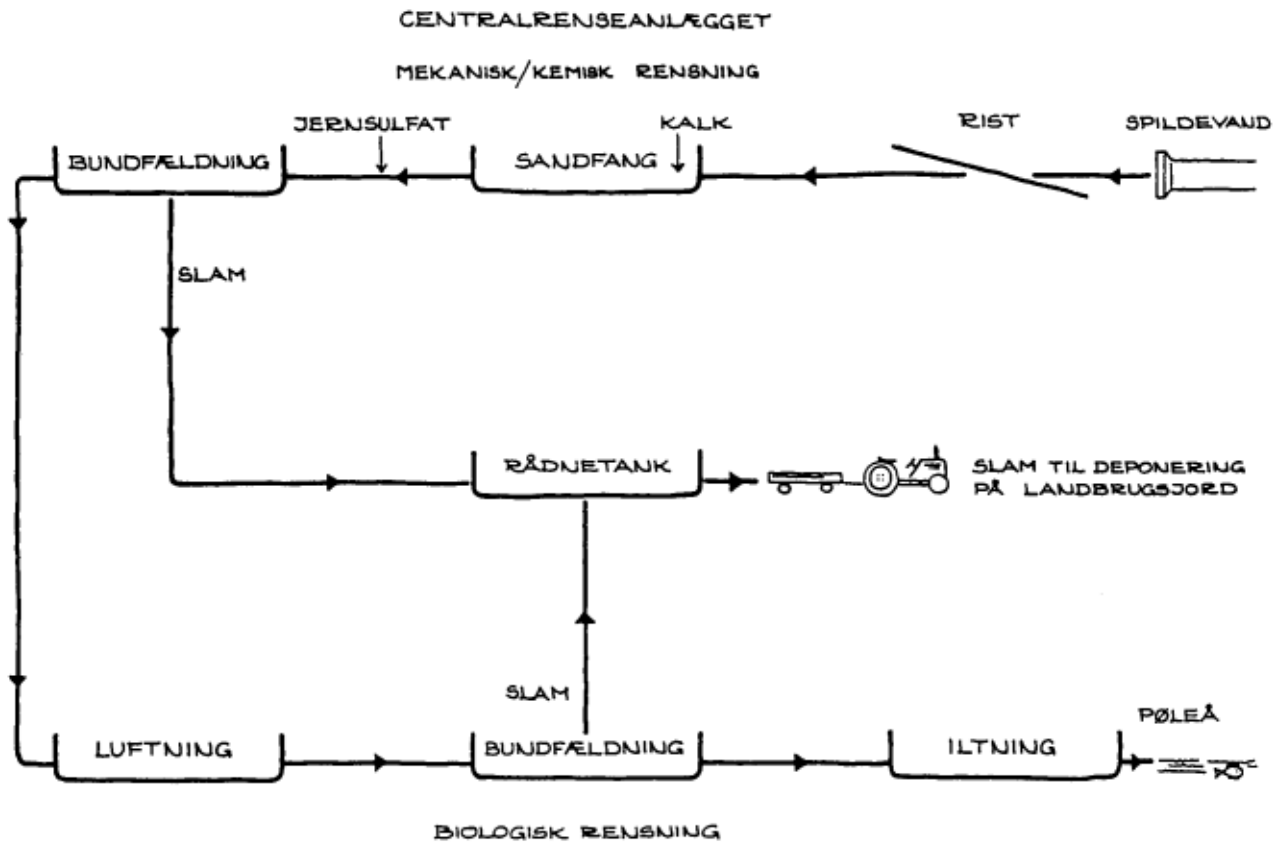 CENTRALRENSEANLÆGGET
MEKANISK/KEMISK RENSNING
JERNSULFAT
KALK
RIST
SPILDEVAND
BUNDFÆLDNING
SANDFANG
SLAM
RÅDNETANK
SLAM TIL DEPONERING
PÅ LANDBRUGSJORD
SLAM
PØLEÅ
LUFTNING
BUNDFÆLDNING
ILTNING
BIOLOGISK RENSNING